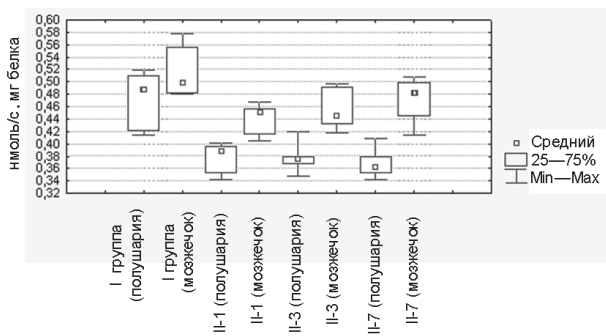 нмоль/с . мг белка
0,60
0,56
0,54
0,52
0,50
0,48
0,46
0,44
0,42
0,40
0,38
0,36
0,34
0,32
Средний
25—75%
Min—Max
I группа
(полушария)
I группа
(мозжечок)
II-1 (полушария)
II-1 (мозжечок)
II-3 (полушария)
II-3 (мозжечок)
II-7 (полушария)
II-7 (мозжечок)